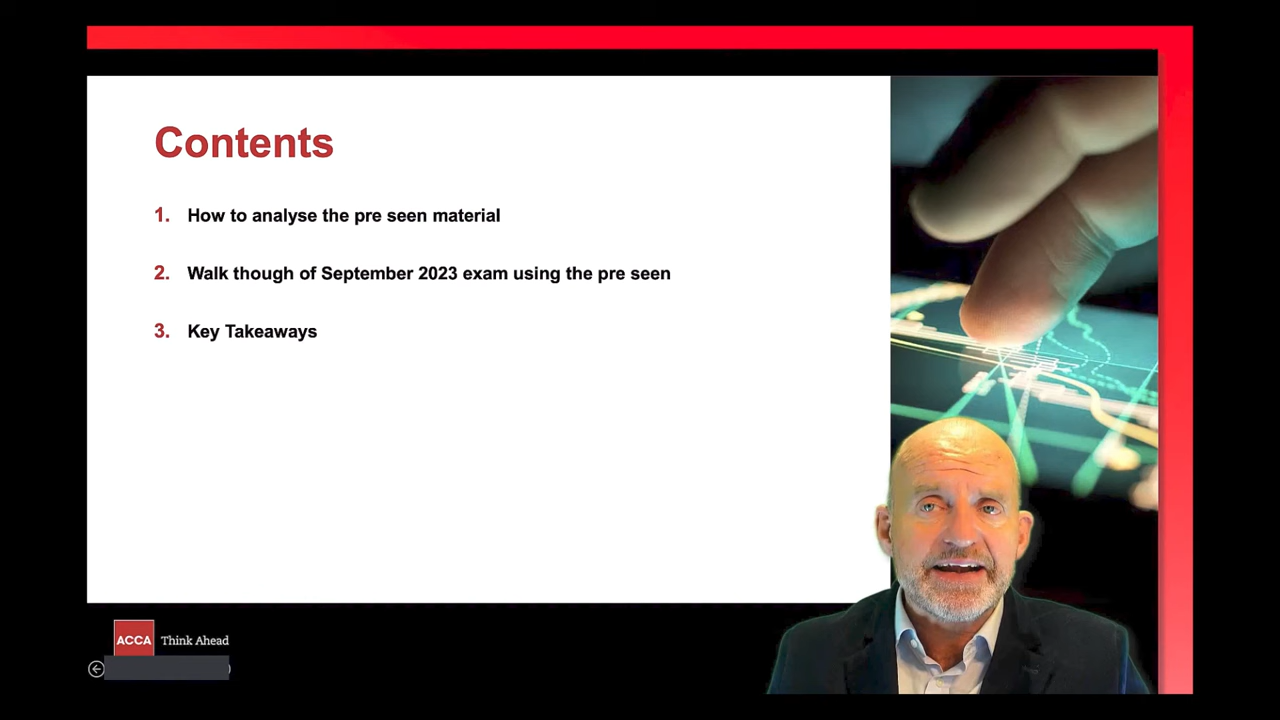 Contents
1. How to analyse the pre seen material
2. Walk though of September 2023 exam using the pre seen
3. Key Takeaways
ACCA Think Ahead